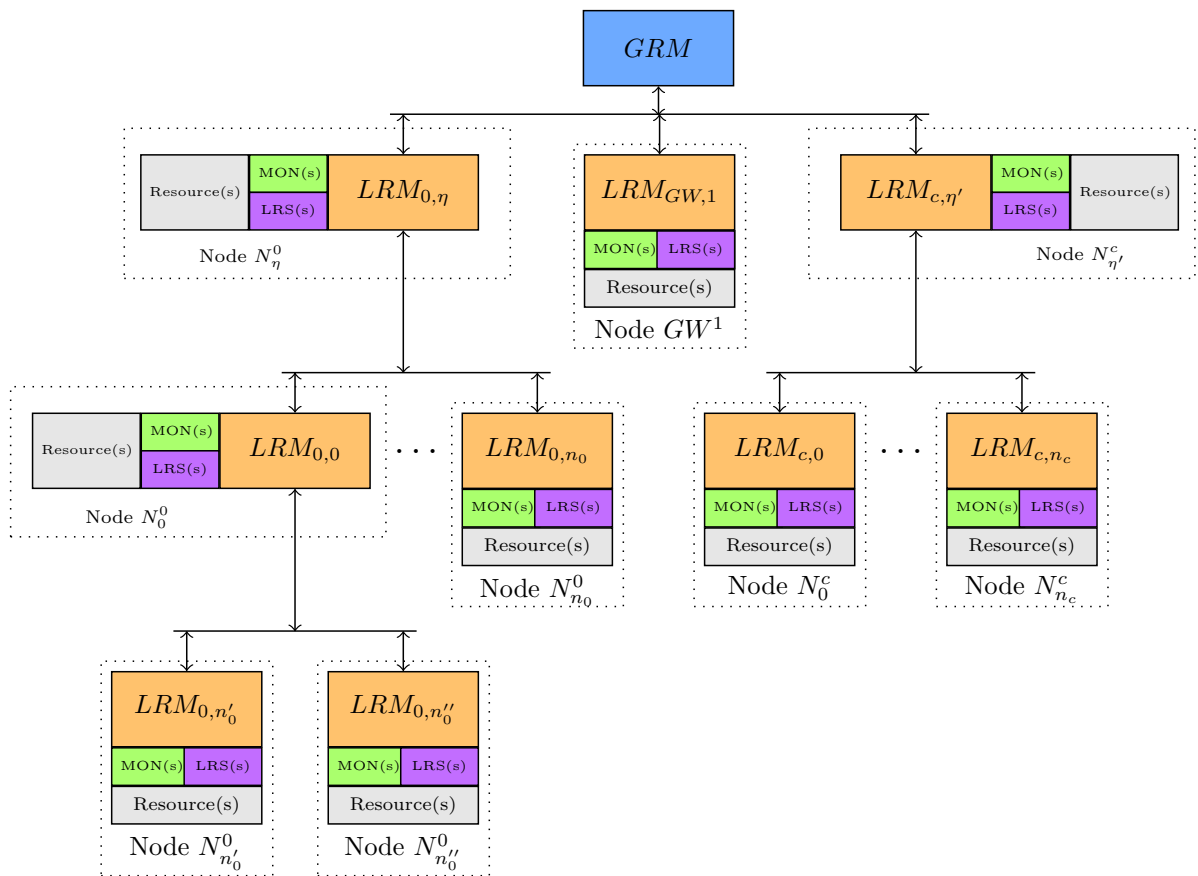 GRM
Resource(s) MON(s) LRS(s) LRM_{0,η}
Node N^0_η
LRM_{GW,1}
MON(s) LRS(s)
Resource(s)
Node GW^1
LRM_{c,η'} MON(s) LRS(s) Resource(s)
Node N^c_{η'}
Resource(s) MON(s) LRS(s) LRM_{0,0}
Node N^0_0
...
LRM_{0,n_0}
MON(s) LRS(s)
Resource(s)
Node N^0_{n_0}
LRM_{c,0}
MON(s) LRS(s)
Resource(s)
Node N^c_0
...
LRM_{c,n_c}
MON(s) LRS(s)
Resource(s)
Node N^c_{n_c}
LRM_{0,n'_0}
MON(s) LRS(s)
Resource(s)
Node N^0_{n'_0}
LRM_{0,n''_0}
MON(s) LRS(s)
Resource(s)
Node N^0_{n''_0}